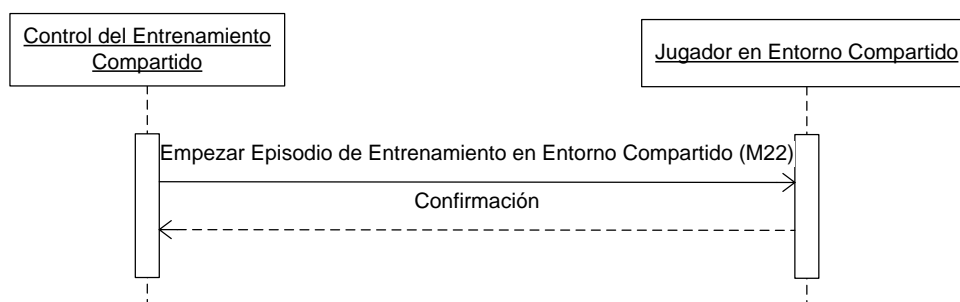 Control del Entrenamiento
Compartido
Jugador en Entorno Compartido
Empezar Episodio de Entrenamiento en Entorno Compartido (M22)
Confirmación